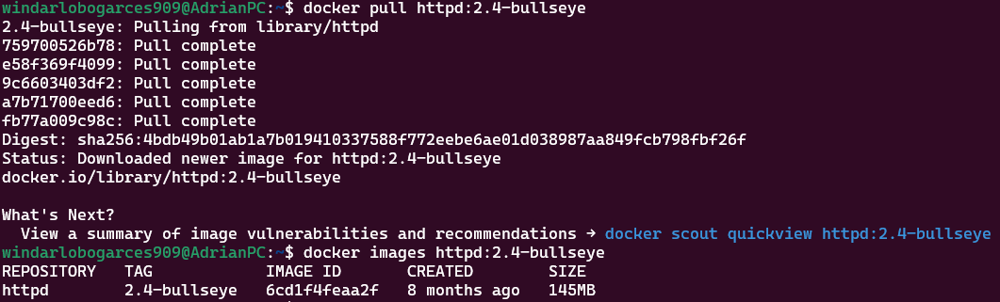 windarlobogarces909@AdrianPC:~$ docker pull httpd:2.4-bullseye
2.4-bullseye: Pulling from library/httpd
759700526b78: Pull complete
e58f369f4099: Pull complete
9c6603403df2: Pull complete
a7b71700eed6: Pull complete
fb77a009c98c: Pull complete
Digest: sha256:4bdb49b01ab1a7b019410337588f772eebe6ae01d038987aa849fcb798fbf26f
Status: Downloaded newer image for httpd:2.4-bullseye
docker.io/library/httpd:2.4-bullseye
What's Next?
View a summary of image vulnerabilities and recommendations → docker scout quickview httpd:2.4-bullseye
windarlobogarces909@AdrianPC:~$ docker images httpd:2.4-bullseye
REPOSITORY TAG IMAGE ID CREATED SIZE
httpd 2.4-bullseye 6cd1f4feaa2f 8 months ago 145MB